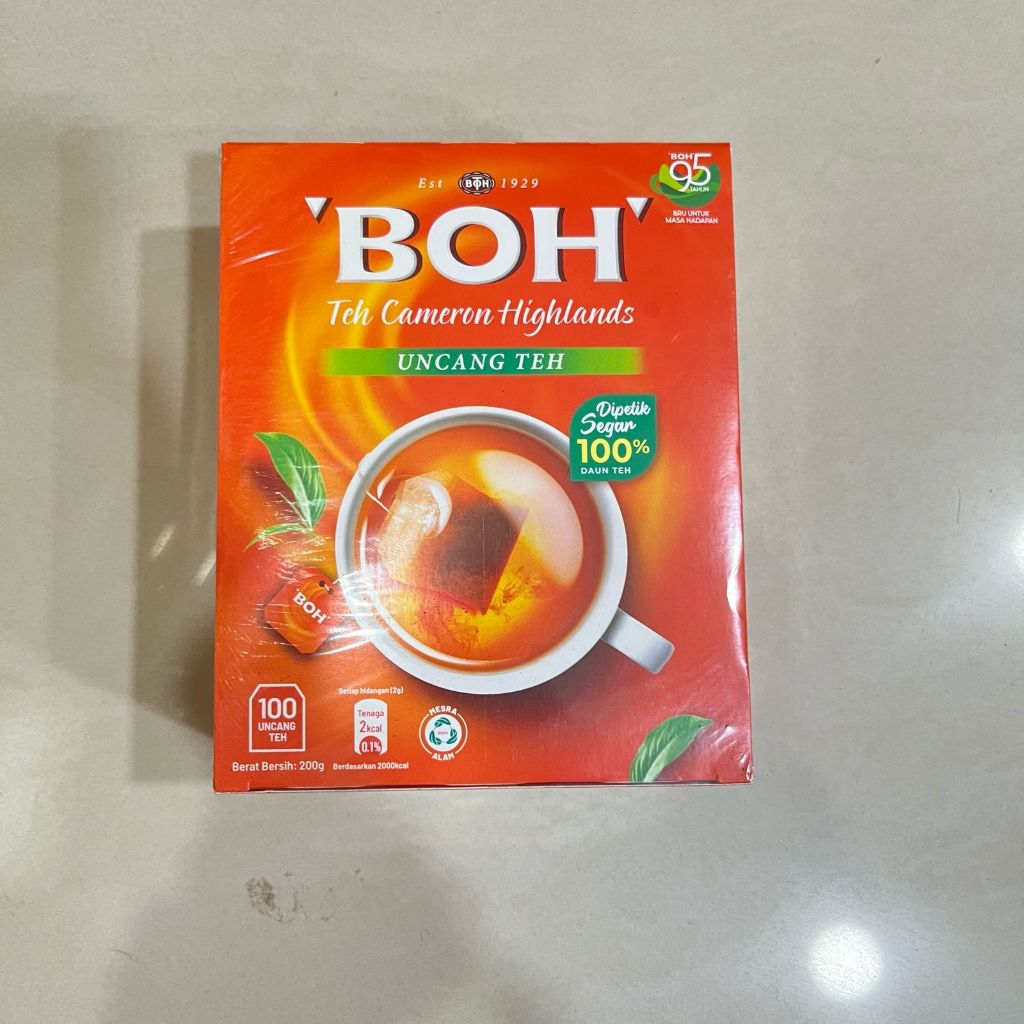 Est BOH 1929
'BOH'
Teh Cameron Highlands
UNCANG TEH
'BOH'
95
TAHUN
BRU UNTUK
MASA HADAPAN
Dipetik
Segar
100%
DAUN TEH
'BOH'
100
UNCANG
TEH
Berat Bersih: 200g
Setiap hidangan (2g)
Tenaga
2kcal
0.1%
Berdasarkan 2000kcal
MESRA
BOH
ALAM